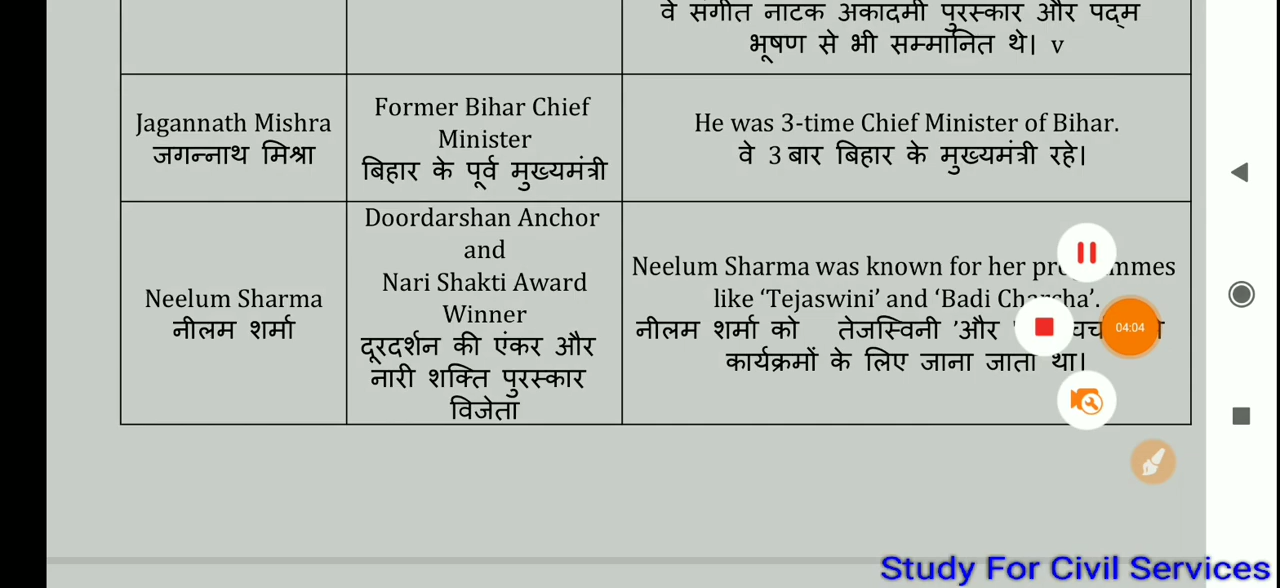 वे संगीत नाटक अकादमी पुरस्कार और पद्म
भूषण से भी सम्मानित थे। v
Jagannath Mishra
जगन्नाथ मिश्रा
Former Bihar Chief
Minister
बिहार के पूर्व मुख्यमंत्री
He was 3-time Chief Minister of Bihar.
वे 3 बार बिहार के मुख्यमंत्री रहे।
Neelum Sharma
नीलम शर्मा
Doordarshan Anchor
and
Nari Shakti Award
Winner
दूरदर्शन की एंकर और
नारी शक्ति पुरस्कार
विजेता
Neelum Sharma was known for her
like ‘Tejaswini’ and ‘Badi Charcha’.
नीलम शर्मा को तेजस्विनी ’और
कार्यक्रमों के लिए जाना जाता था।
04:04
Study For Civil Services